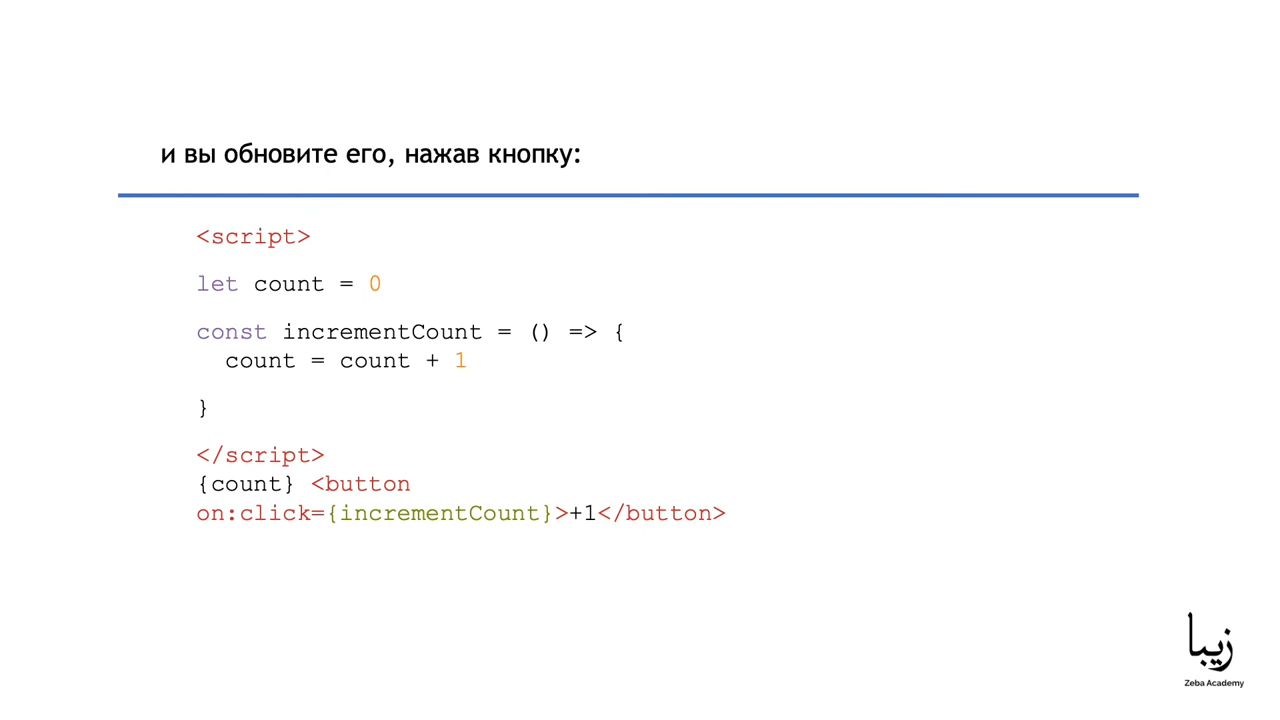 и вы обновите его, нажав кнопку:
<script>
let count = 0
const incrementCount = () => {
  count = count + 1
}
</script>
{count} <button
on:click={incrementCount}>+1</button>
زیبا
Zeba Academy